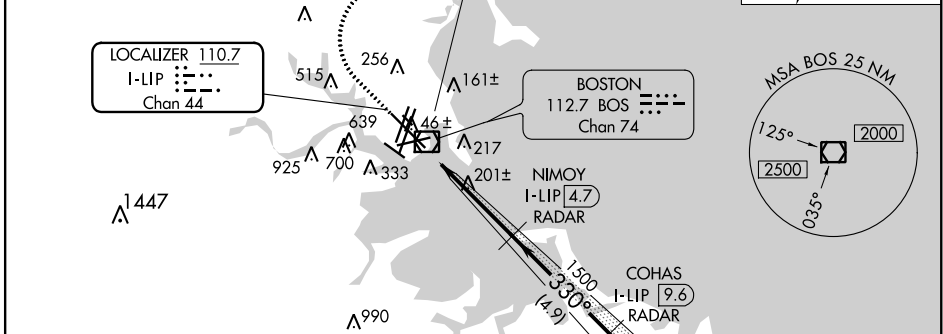 LOCALIZER 110.7
I-LIP
Chan 44
515
256
161±
BOSTON
112.7 BOS
Chan 74
MSA BOS 25 NM
125°
2000
2500
035°
639
46±
217
925
700
333
201±
NIMOY
I-LIP 4.7
RADAR
1447
1500
330°
(4.9)
COHAS
I-LIP 9.6
RADAR
990